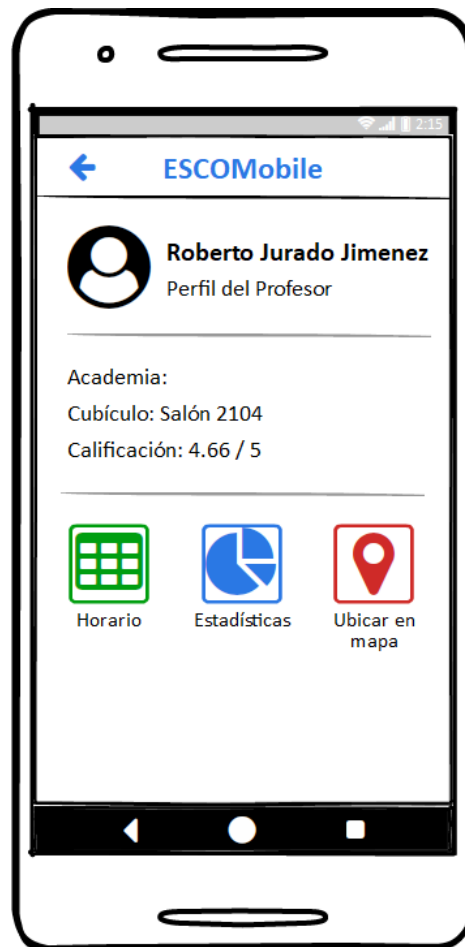 2:15
ESCOMobile
Roberto Jurado Jimenez
Perfil del Profesor
Academia:
Cubículo: Salón 2104
Calificación: 4.66 / 5
Horario
Estadísticas
Ubicar en
mapa